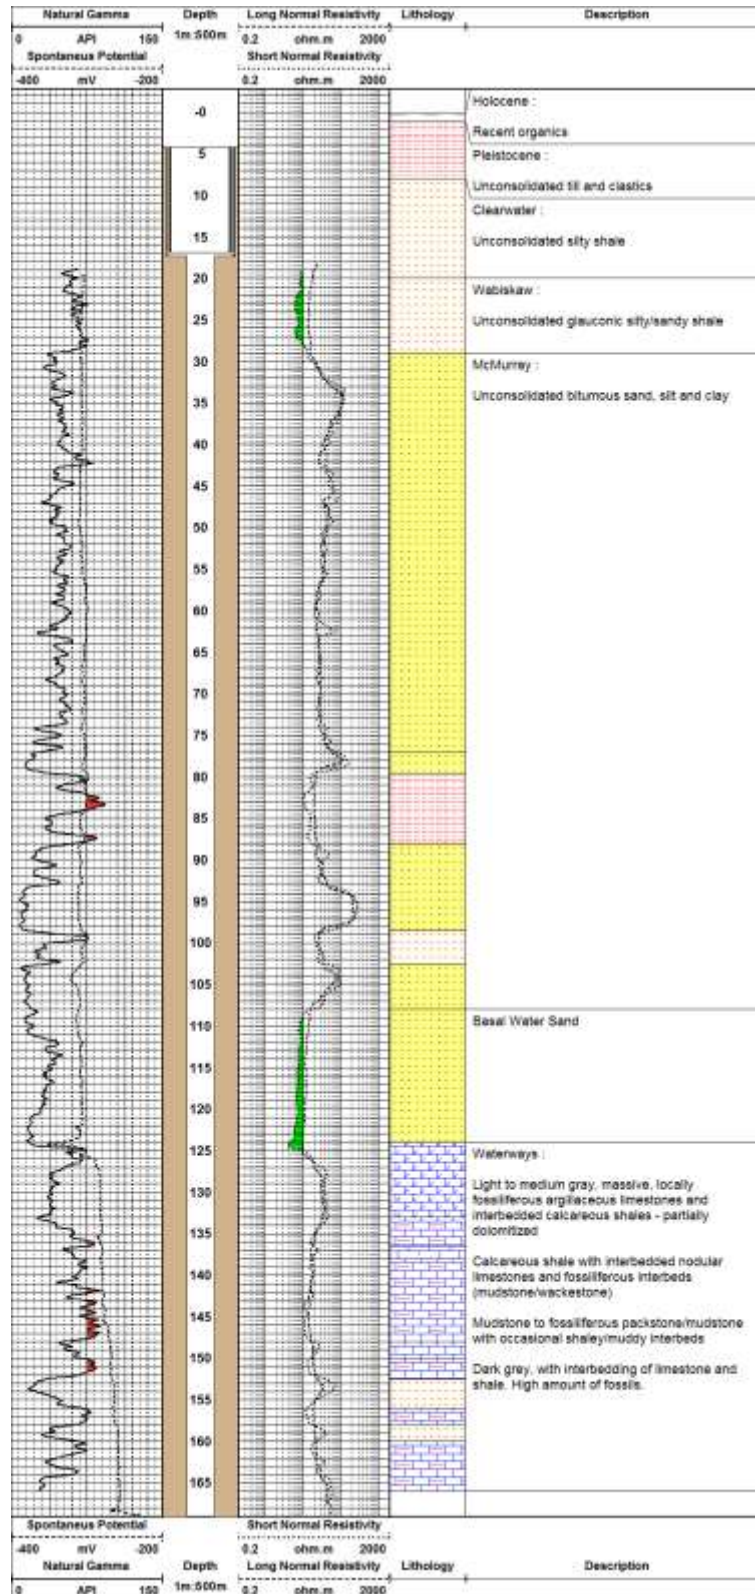 Natural Gamma Depth Long Normal Resistivity Lithology Description
0 API 150 1m:500m 0.2 ohm.m 2000
Spontaneus Potential Short Normal Resistivity
-400 mV -200 0.2 ohm.m 2000
-0
5
10
15
20
25
30
35
40
45
50
55
60
65
70
75
80
85
90
95
100
105
110
115
120
125
130
135
140
145
150
155
160
165
Holocene :
Recent organics
Pleistocene :
Unconsolidated till and clastics
Clearwater :
Unconsolidated silty shale
Wabiskaw :
Unconsolidated glauconic silty/sandy shale
McMurray :
Unconsolidated bitumous sand, silt and clay
Basal Water Sand
Waterways :
Light to medium gray, massive, locally
fossiliferous argillaceous limestones and
interbedded calcareous shales - partially
dolomitized
Calcareous shale with interbedded nodular
limestones and fossiliferous interbeds
(mudstone/wackestone)
Mudstone to fossiliferous packstone/mudstone
with occasional shaley/muddy interbeds
Dark grey, with interbedding of limestone and
shale. High amount of fossils.
Spontaneus Potential Short Normal Resistivity
-400 mV -200 0.2 ohm.m 2000
Natural Gamma Depth Long Normal Resistivity Lithology Description
0 API 150 1m:500m 0.2 ohm.m 2000